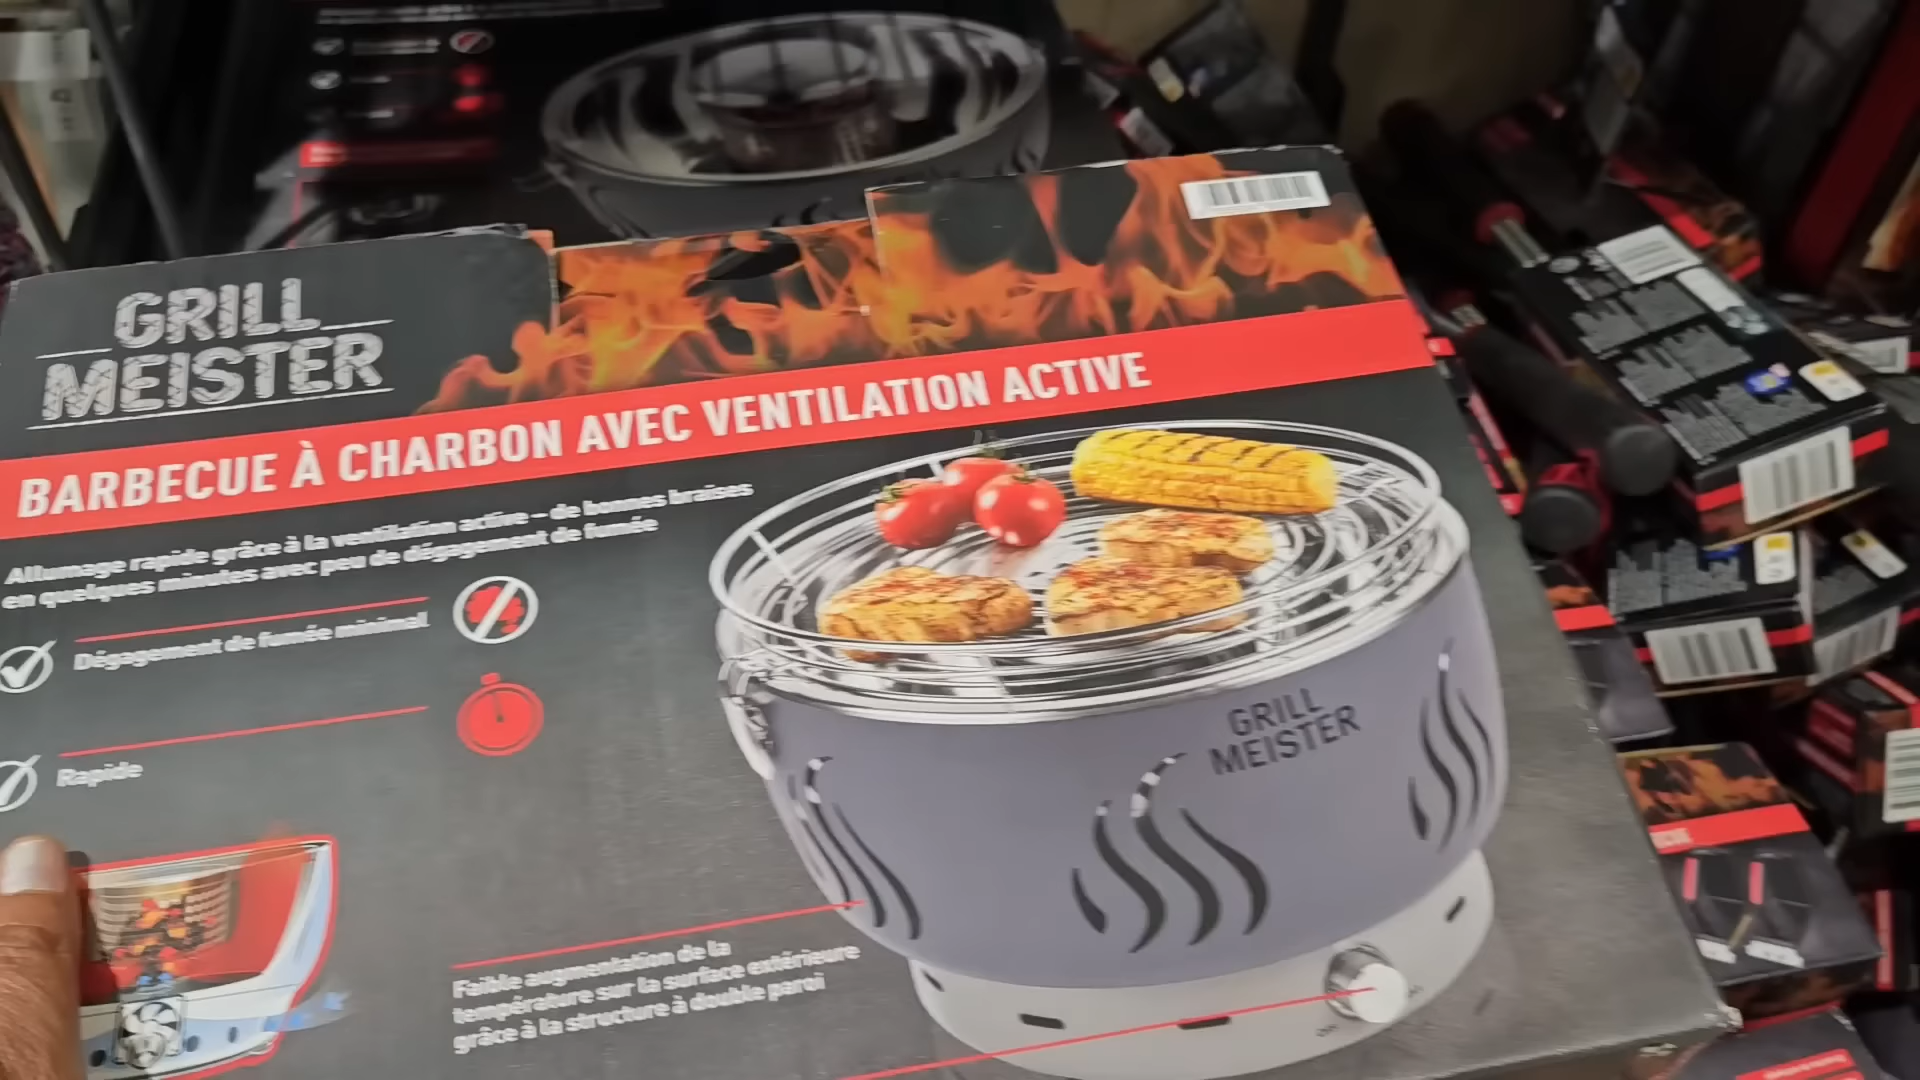 GRILL
MEISTER
BARBECUE À CHARBON AVEC VENTILATION ACTIVE
Allumage rapide grâce à la ventilation active – de bonnes braises
en quelques minutes avec peu de dégagement de fumée
Dégagement de fumée minimal
Rapide
Faible augmentation de la
température sur la surface extérieure
grâce à la structure à double paroi
GRILL
MEISTER